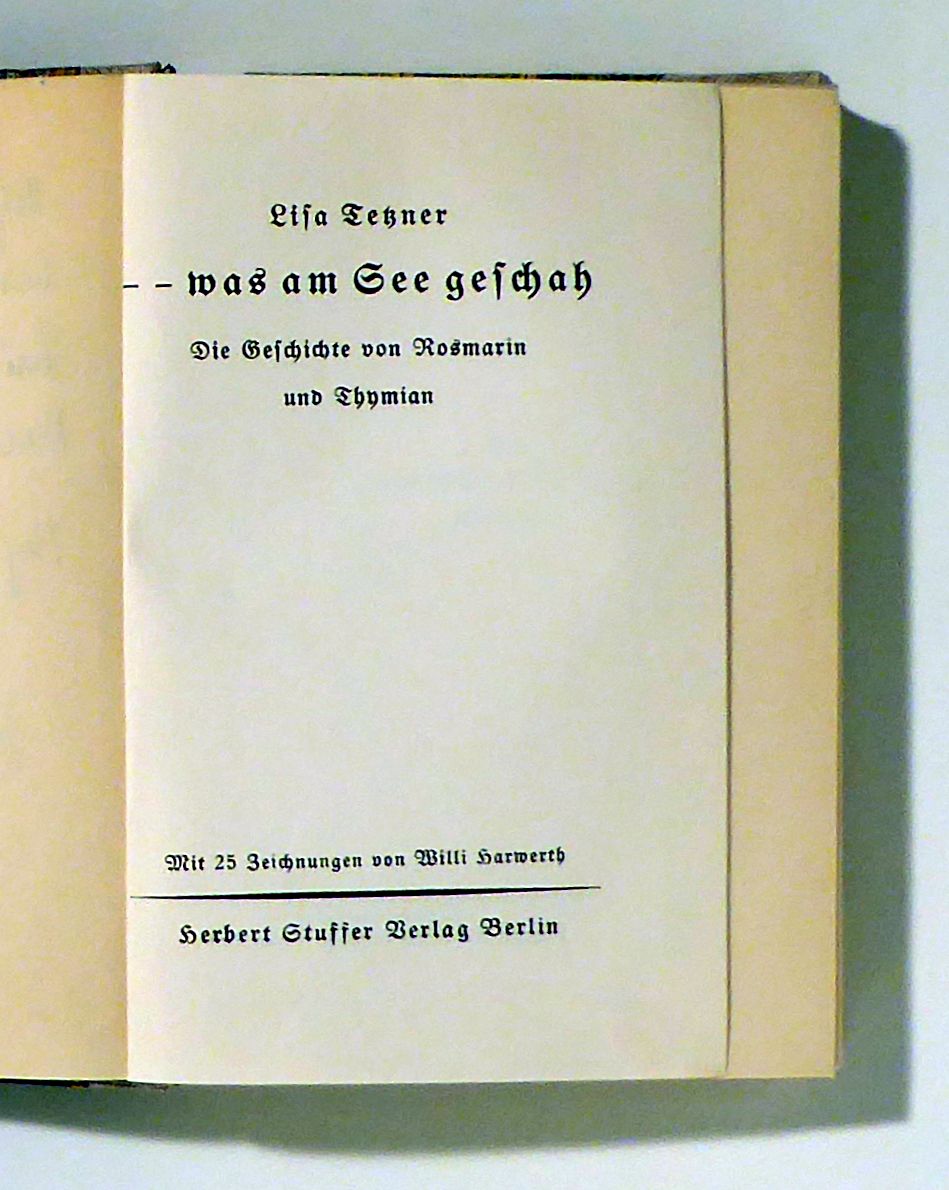 Liſa Tetzner
– – was am See geſchah
Die Geſchichte von Rosmarin
und Thymian
Mit 25 Zeichnungen von Willi Harwerth
Herbert Stuffer Verlag Berlin